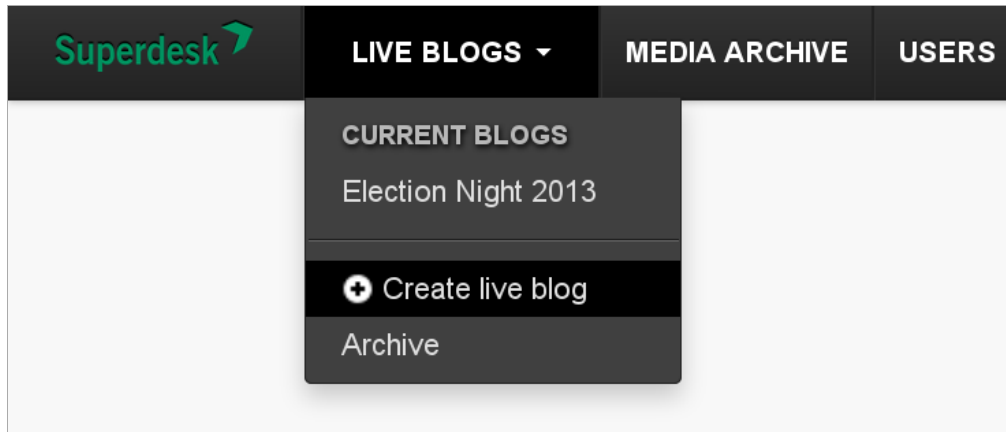 Superdesk
LIVE BLOGS MEDIA ARCHIVE USERS
CURRENT BLOGS
Election Night 2013
Create live blog
Archive